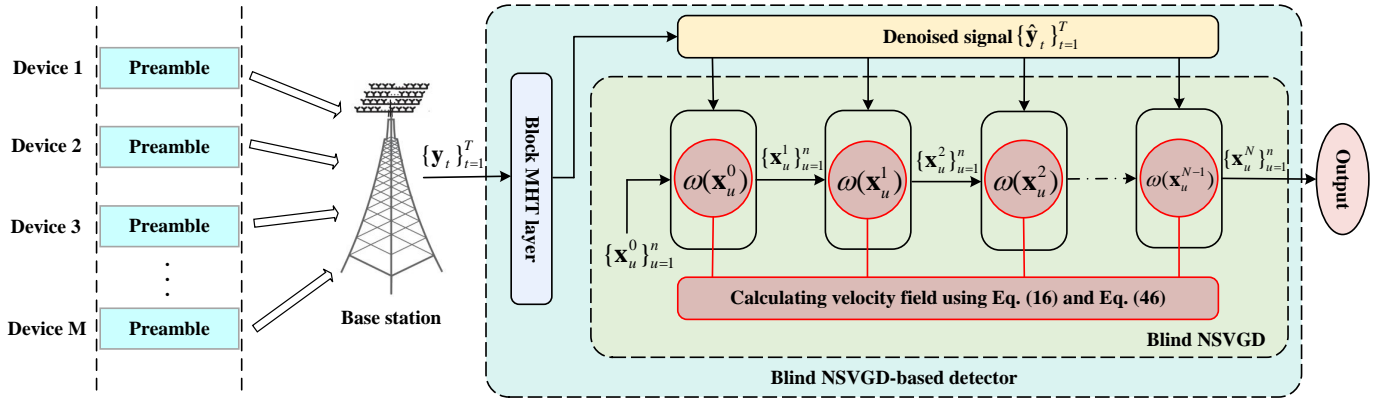 Device 1
Preamble
Device 2
Preamble
Device 3
Preamble
⋮
Device M
Preamble
Base station
{𝐲_t}_{t=1}^T
Block MHT layer
Denoised signal {𝐲̂_t}_{t=1}^T
{𝐱_u^0}_{u=1}^n
ω(𝐱_u^0)
{𝐱_u^1}_{u=1}^n
ω(𝐱_u^1)
{𝐱_u^2}_{u=1}^n
ω(𝐱_u^2)
ω(𝐱_u^{N-1})
{𝐱_u^N}_{u=1}^n
Output
Calculating velocity field using Eq. (16) and Eq. (46)
Blind NSVGD
Blind NSVGD-based detector